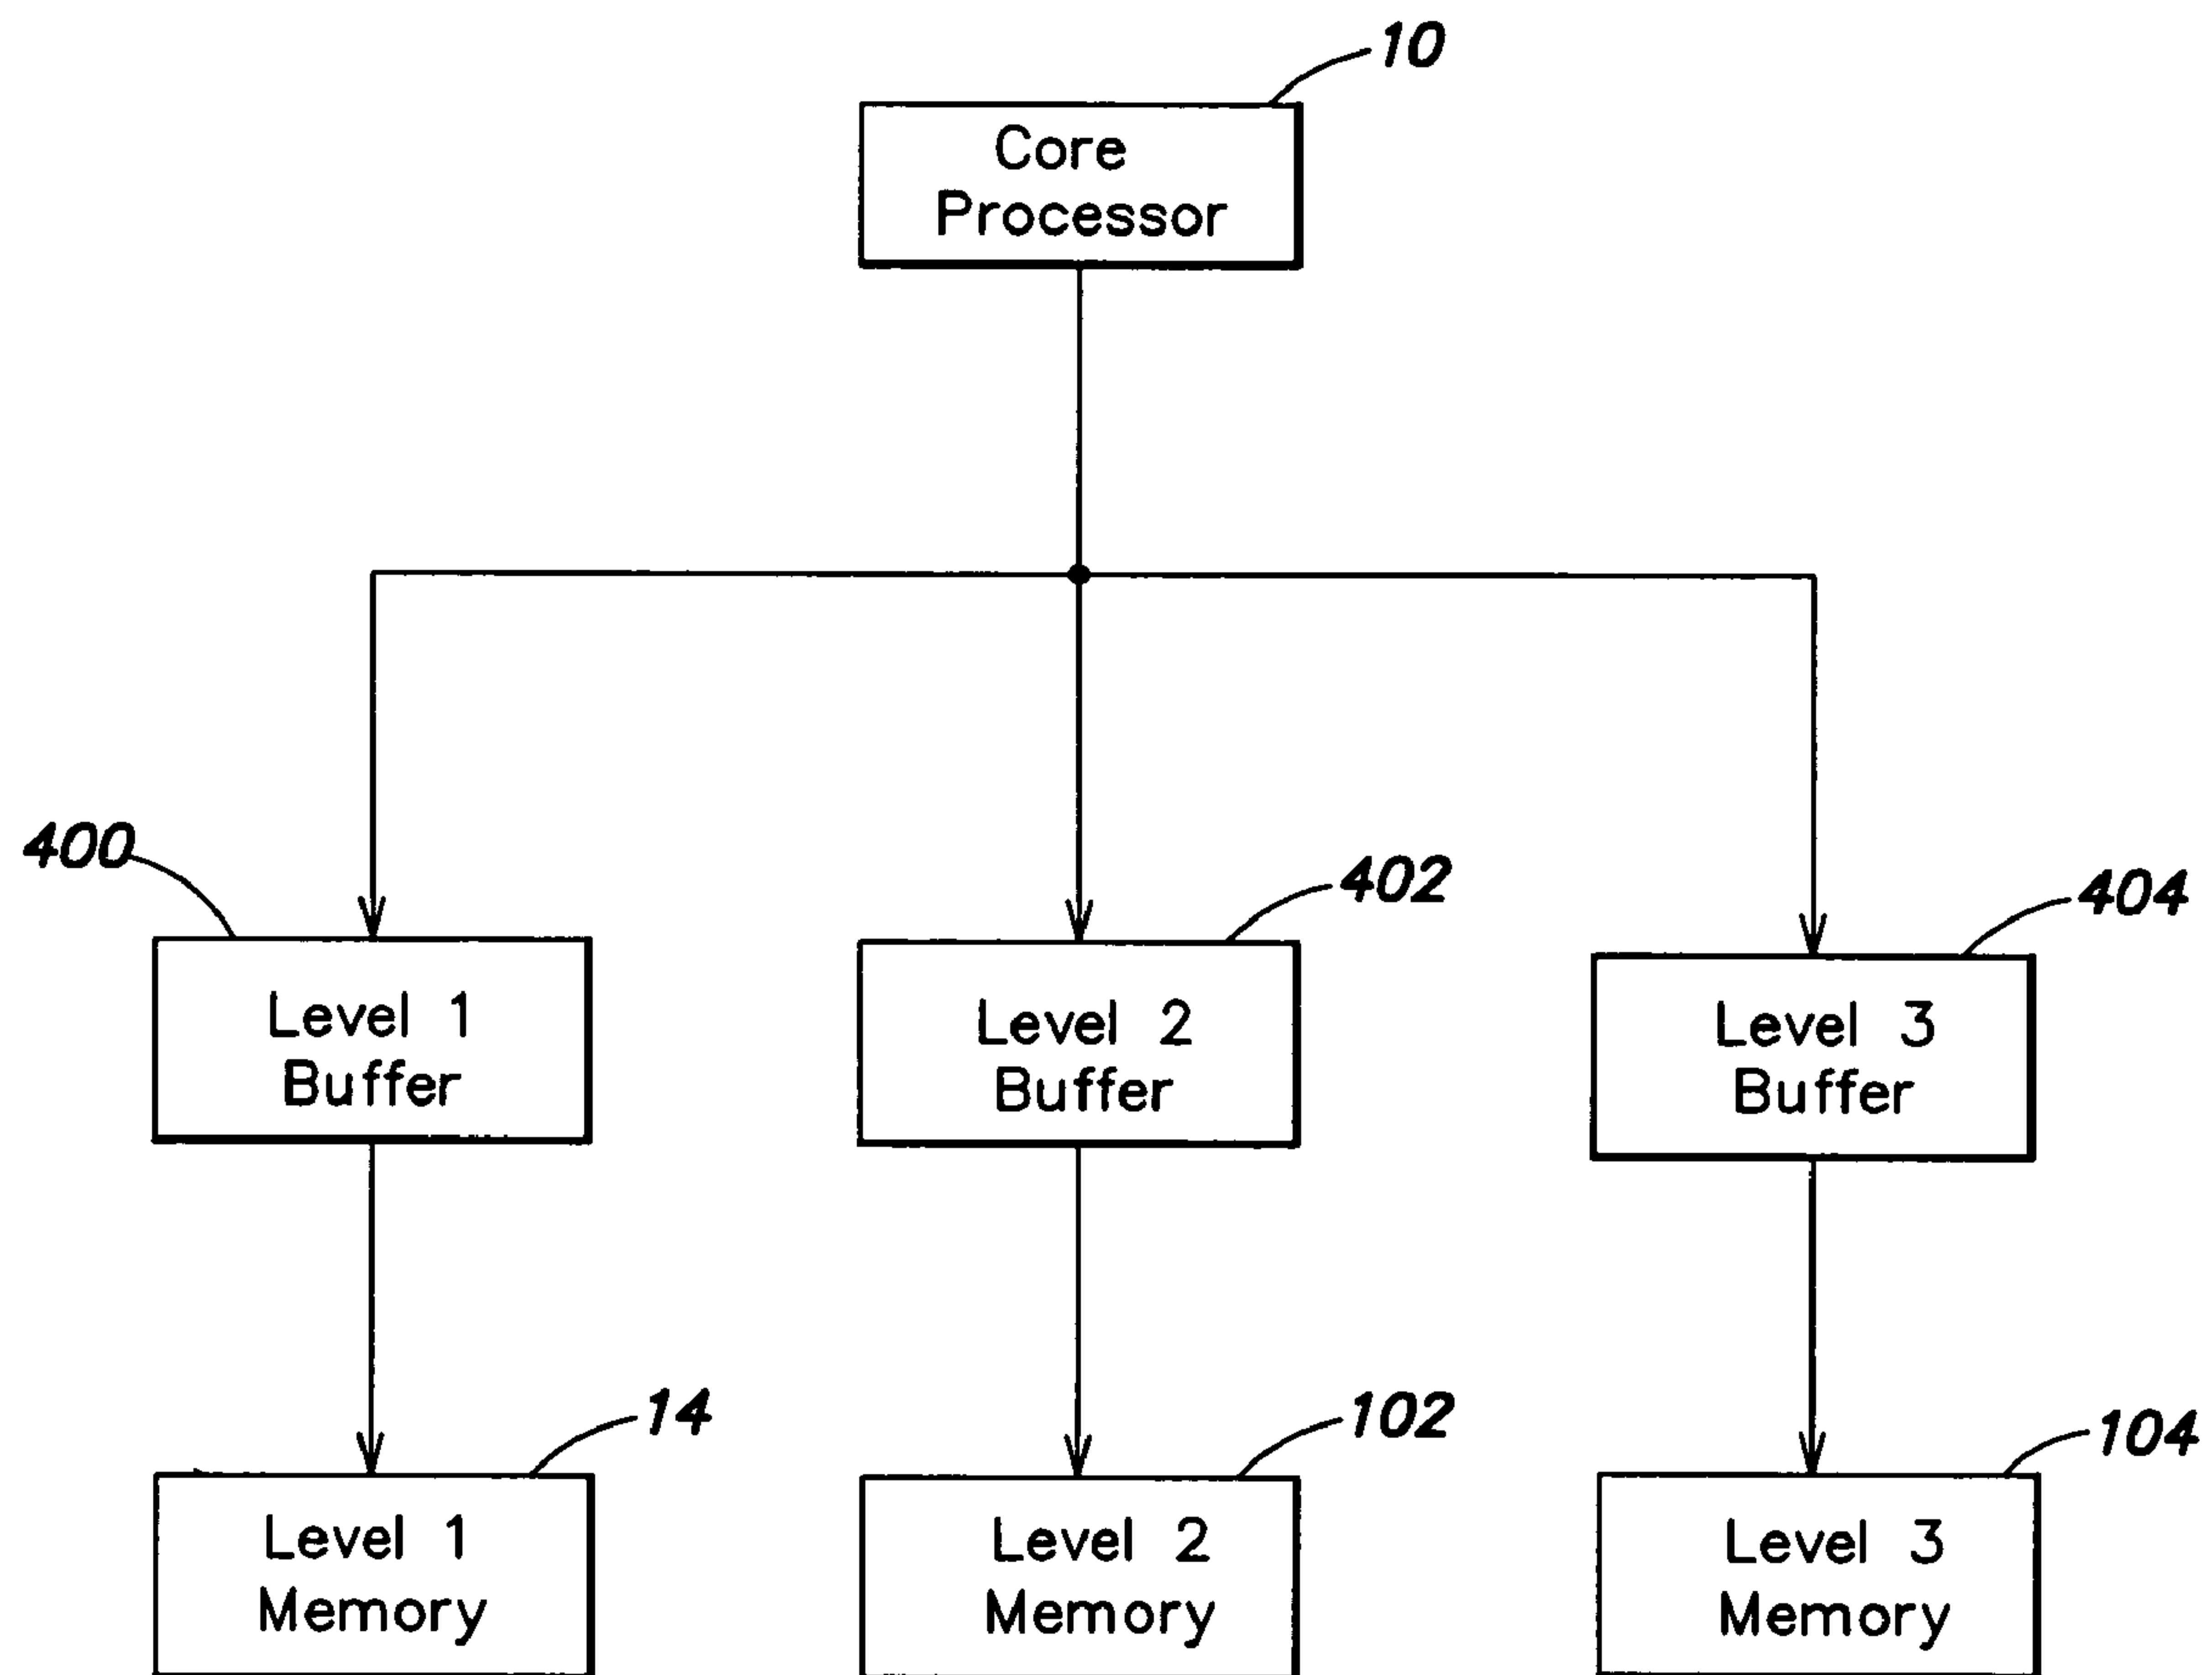 10
Core
Processor
400
402
404
Level 1
Buffer
Level 2
Buffer
Level 3
Buffer
14
102
104
Level 1
Memory
Level 2
Memory
Level 3
Memory